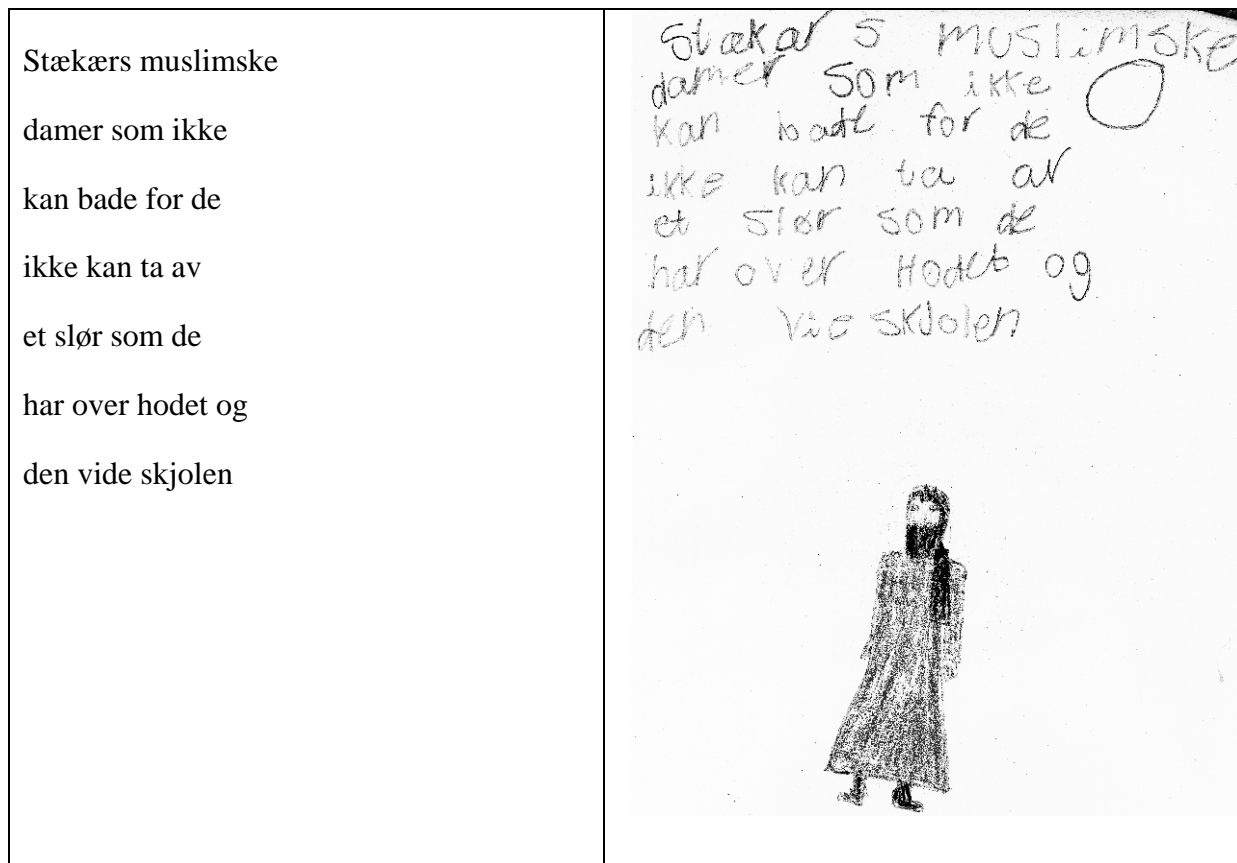 Stækærs muslimske
damer som ikke
kan bade for de
ikke kan ta av
et slør som de
har over hodet og
den vide skjolen
Stækar s muslimske
damer som ikke
kan bade for de
ikke kan ta av
et slør som de
har over Hodet og
den vie skjolen